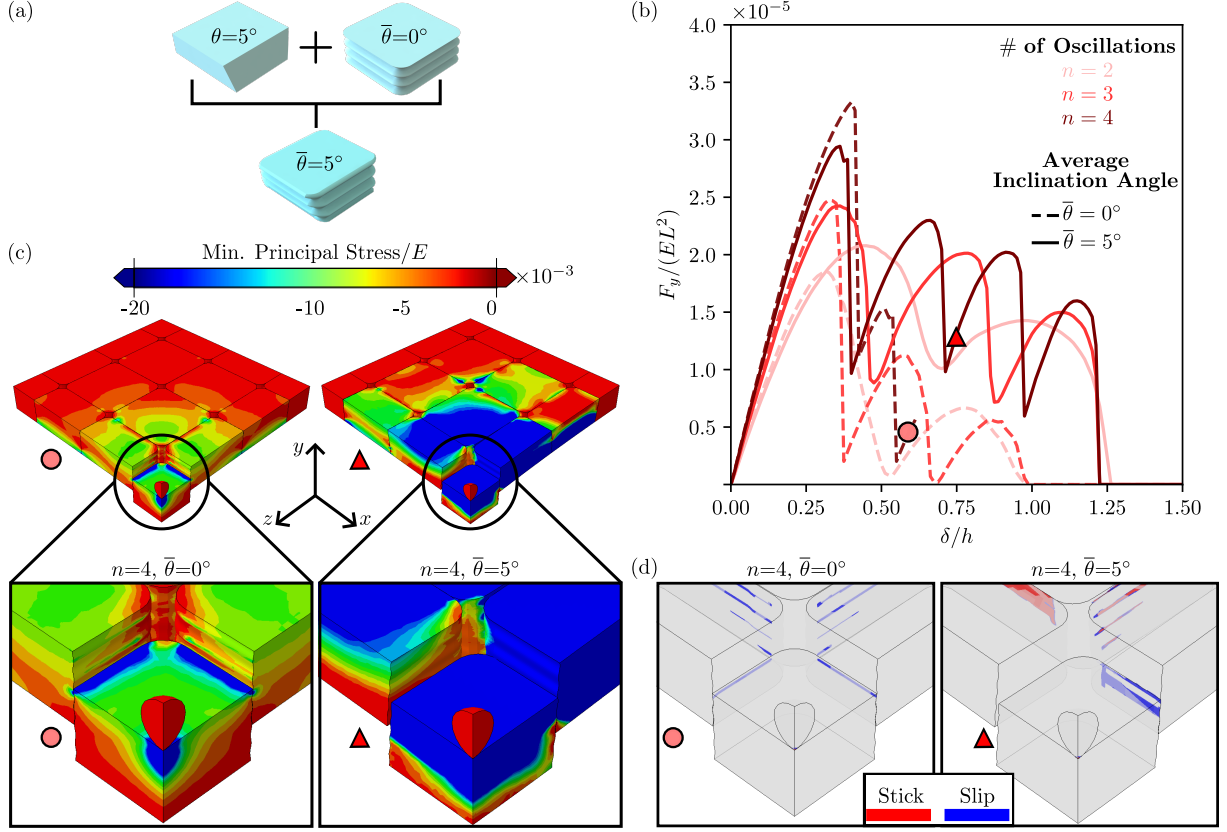 (a)
θ=5°
θ̅=0°
θ̅=5°
(b)
×10⁻⁵
4.0
3.5
3.0
2.5
2.0
1.5
1.0
0.5
F_y/(EL²)
0.00
0.25
0.50
0.75
1.00
1.25
1.50
δ/h
# of Oscillations
n = 2
n = 3
n = 4
Average
Inclination Angle
θ̅ = 0°
θ̅ = 5°
(c)
Min. Principal Stress/E
×10⁻³
-20
-10
-5
0
y
z
x
n=4, θ̅=0°
n=4, θ̅=5°
(d)
n=4, θ̅=0°
n=4, θ̅=5°
Stick
Slip